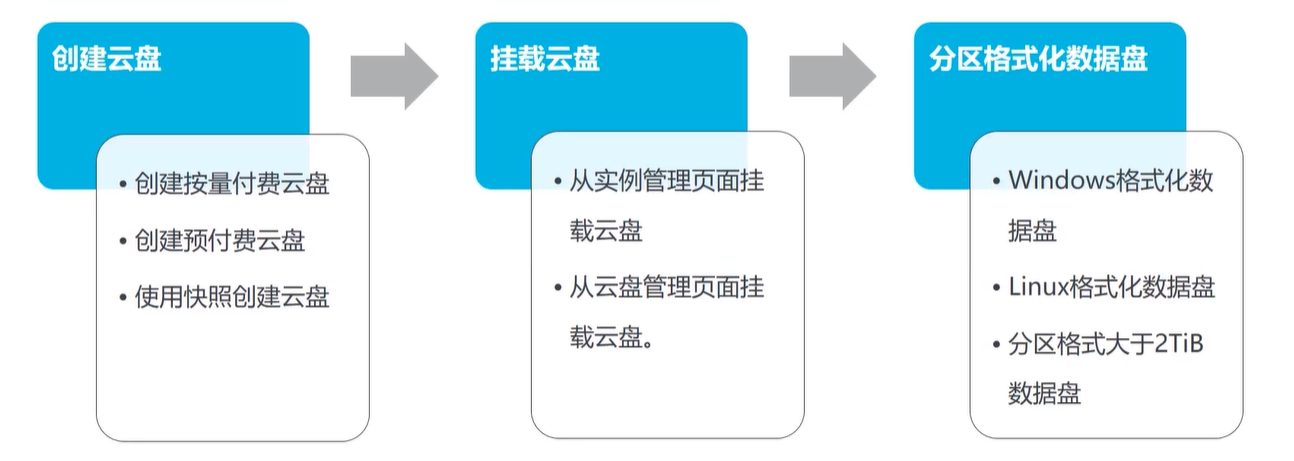 创建云盘
• 创建按量付费云盘
• 创建预付费云盘
• 使用快照创建云盘
挂载云盘
• 从实例管理页面挂
载云盘
• 从云盘管理页面挂
载云盘。
分区格式化数据盘
• Windows格式化数
据盘
• Linux格式化数据盘
• 分区格式大于2TiB
数据盘